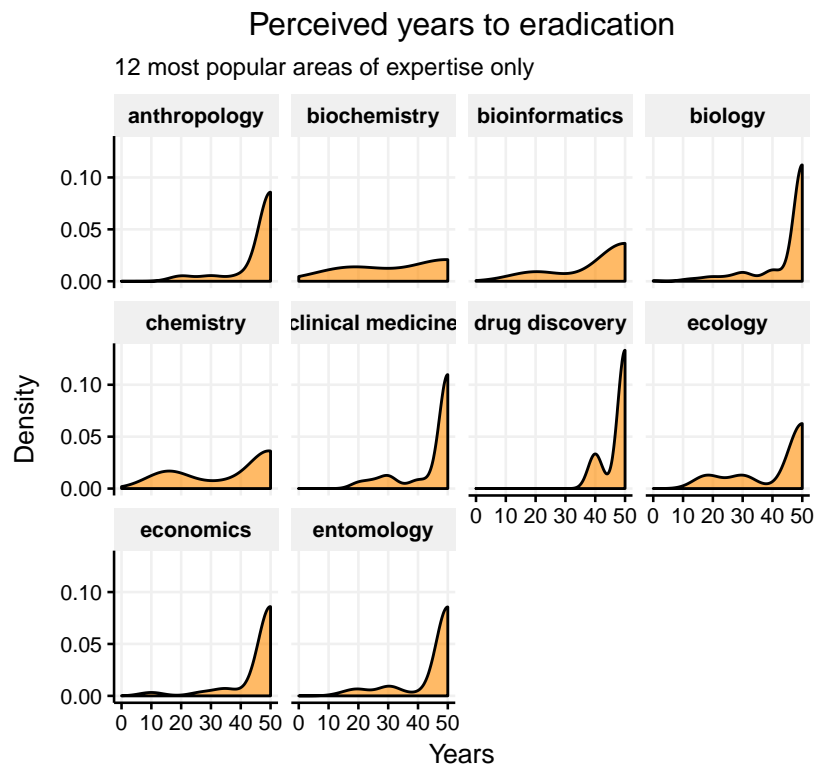 Perceived years to eradication
12 most popular areas of expertise only
anthropology biochemistry bioinformatics biology
0.10
0.05
0.00
chemistry clinical medicine drug discovery ecology
0.10
0.05
0.00
0 10 20 30 40 50 0 10 20 30 40 50
economics entomology
0.10
0.05
0.00
0 10 20 30 40 50 0 10 20 30 40 50
Years
Density